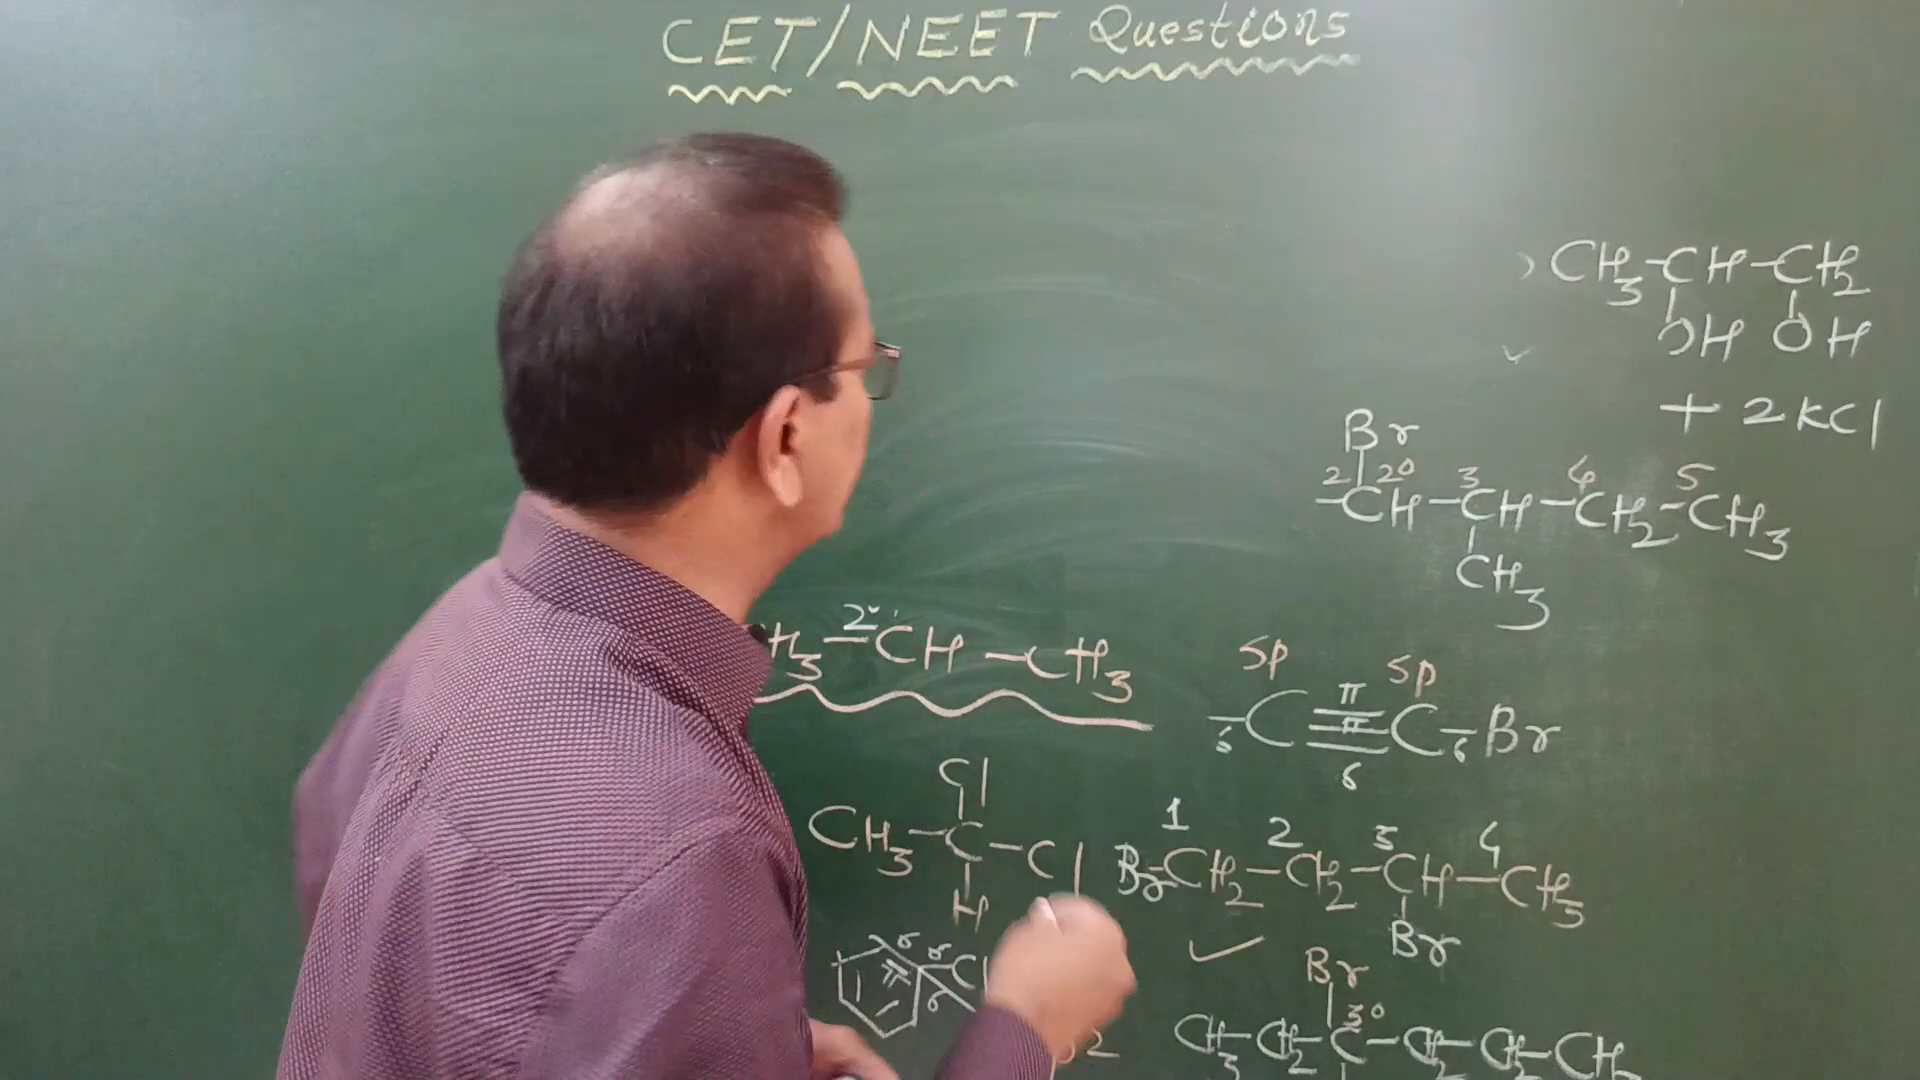 CET/NEET Questions
CH3-CH-CH2
OH OH
+ 2KCl
Br
2 2° 3 4 5
-CH-CH-CH2-CH3
CH3
2°
H3-CH-CH3
sp sp
π
π
-C≡C-Br
σ σ σ
Cl
CH3-C-Cl
H
1 2 3 4
Br-CH2-CH2-CH-CH3
Br
σ σ
π Cl
σ
Br
3°
CH3-CH2-C-CH2-CH2-CH3